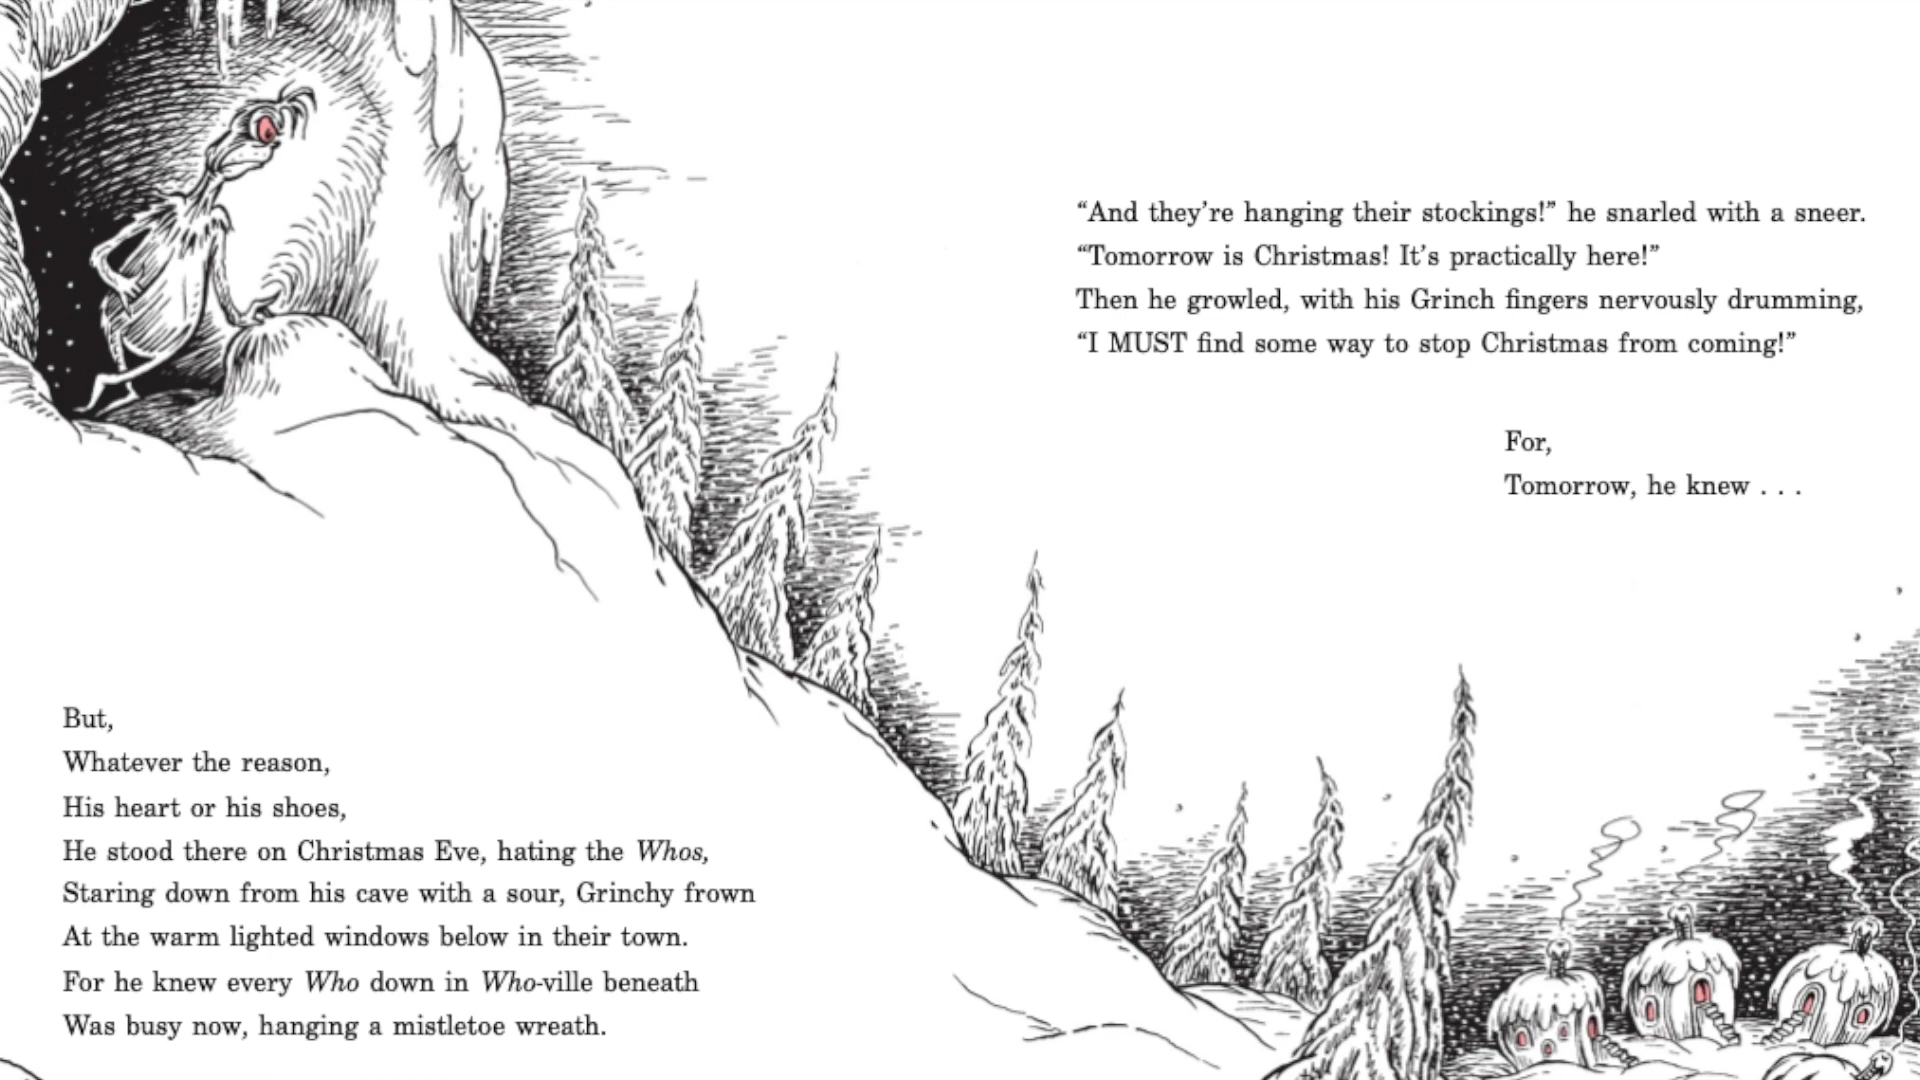 But,
Whatever the reason,
His heart or his shoes,
He stood there on Christmas Eve, hating the Whos,
Staring down from his cave with a sour, Grinchy frown
At the warm lighted windows below in their town.
For he knew every Who down in Who-ville beneath
Was busy now, hanging a mistletoe wreath.
“And they’re hanging their stockings!” he snarled with a sneer.
“Tomorrow is Christmas! It’s practically here!”
Then he growled, with his Grinch fingers nervously drumming,
“I MUST find some way to stop Christmas from coming!”
For,
Tomorrow, he knew . . .